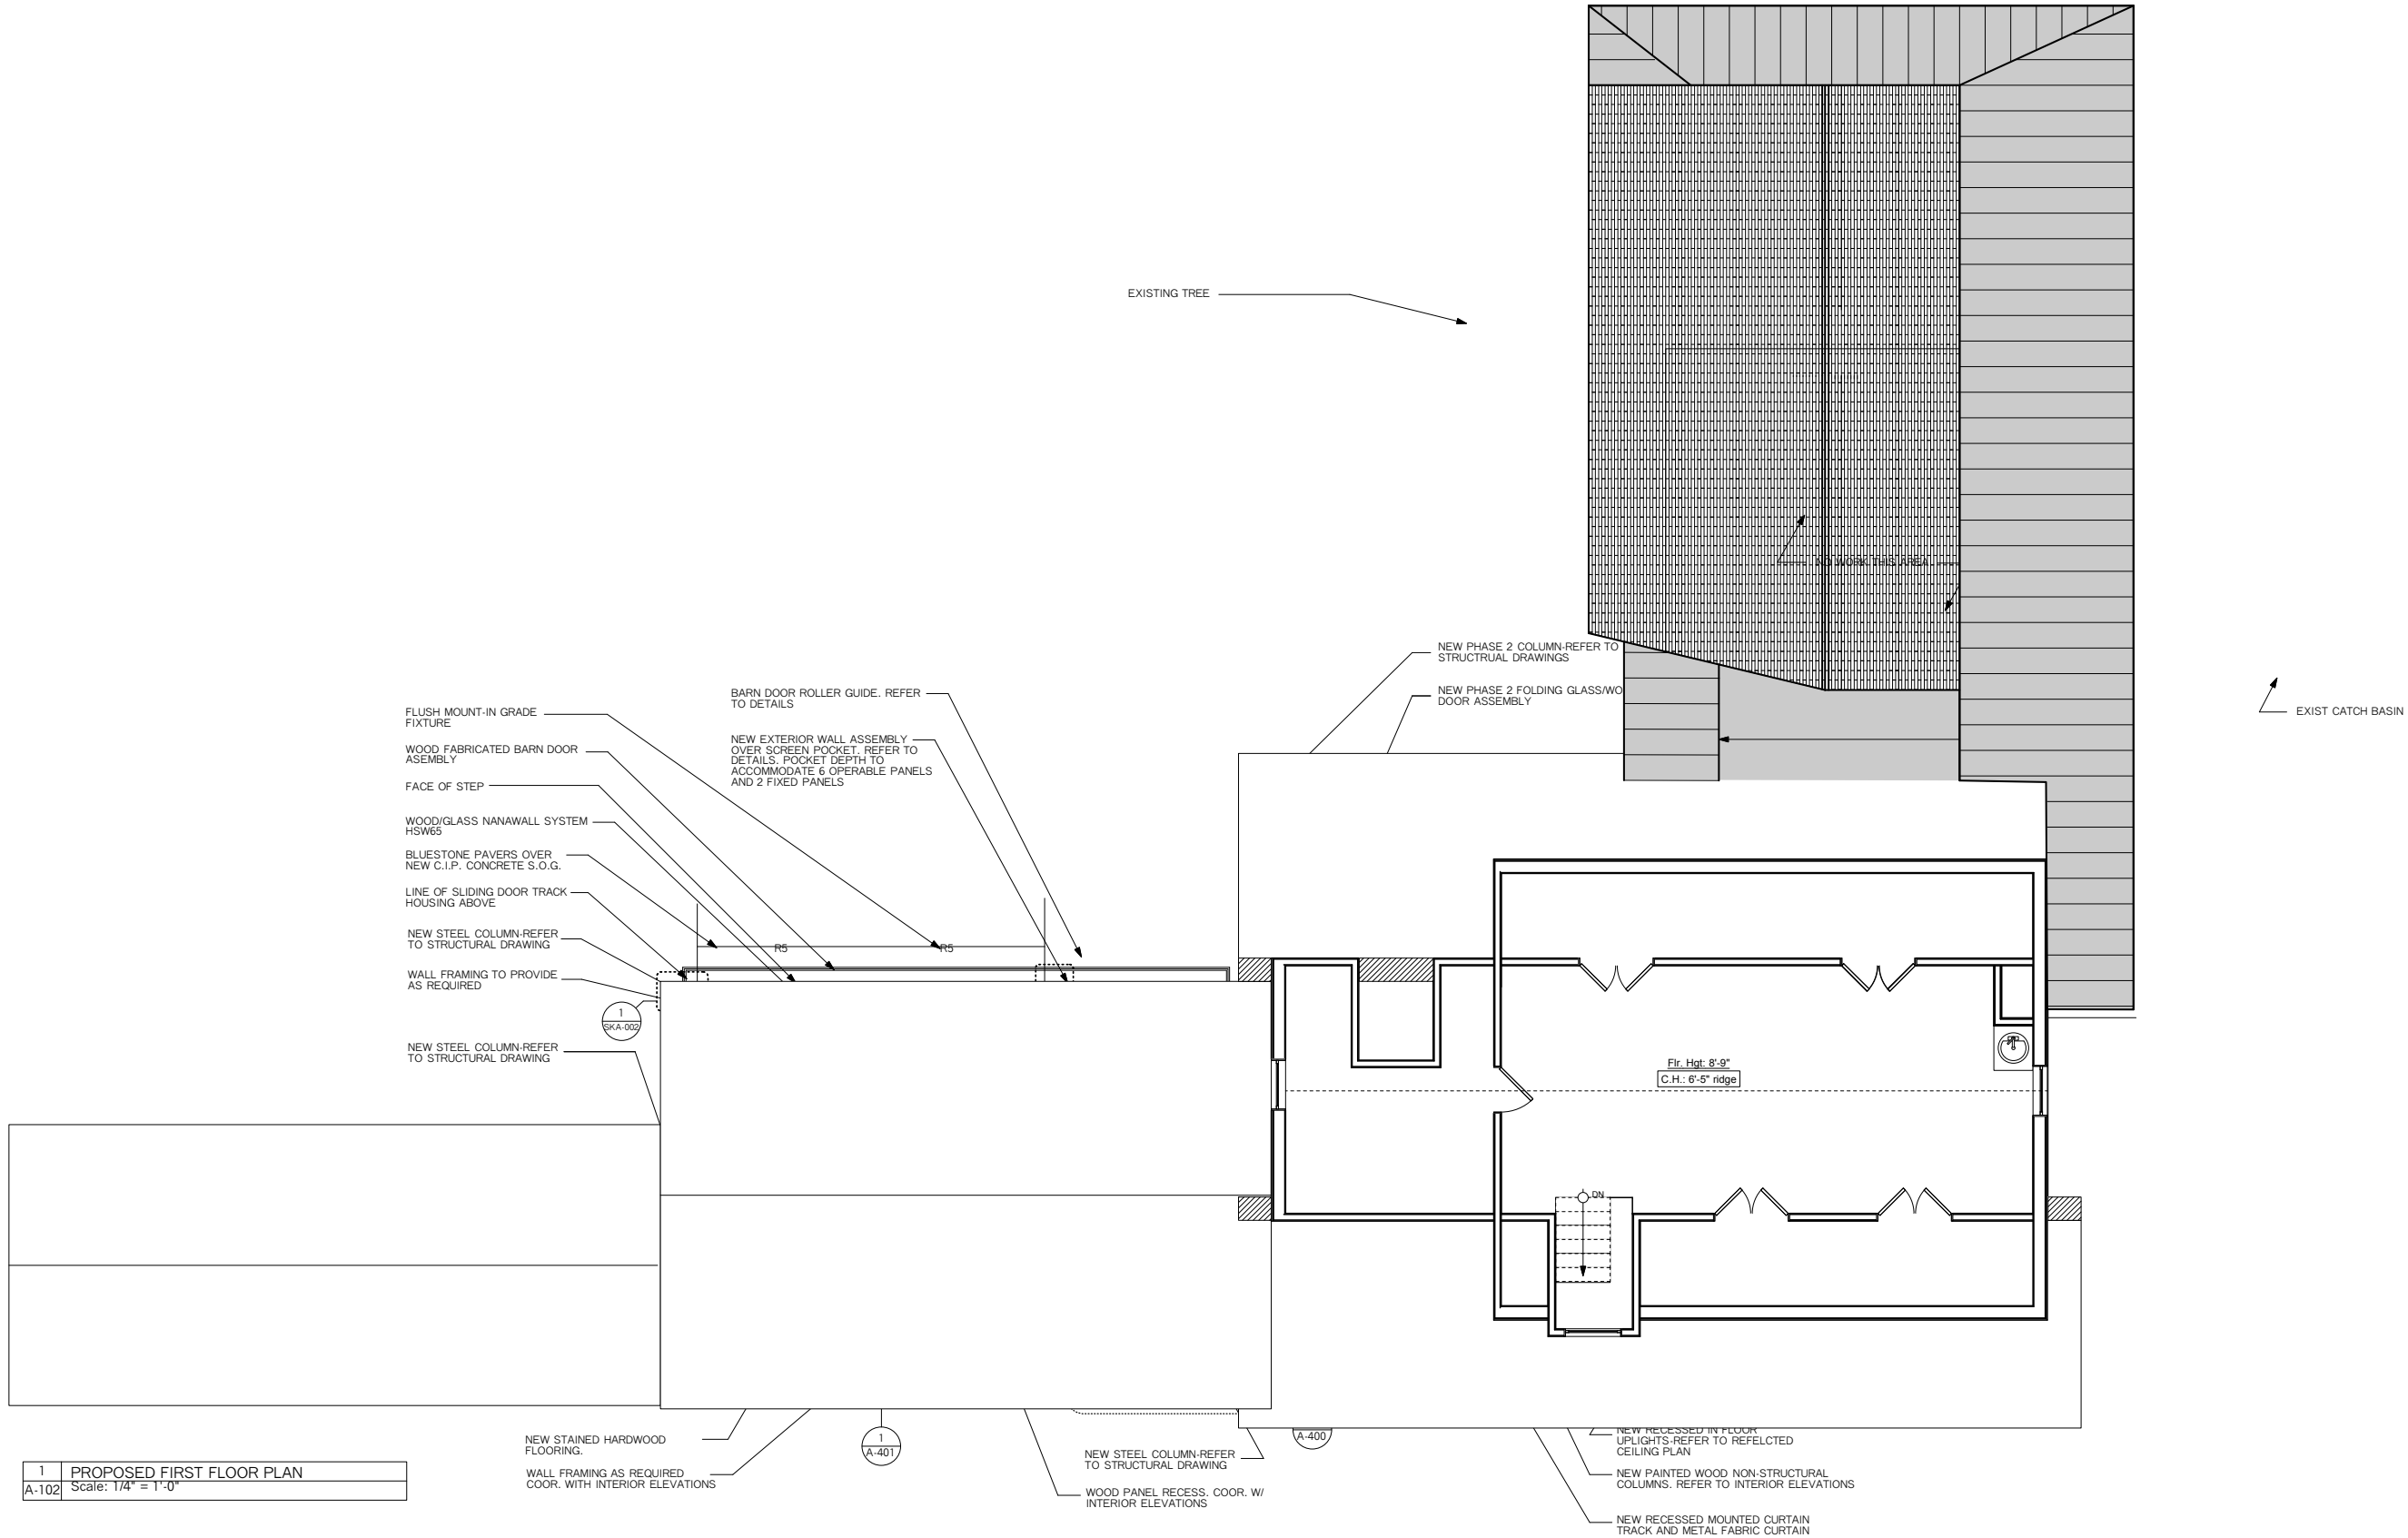 EXISTING TREE
NO WORK THIS AREA
NEW PHASE 2 COLUMN-REFER TO
STRUCTRUAL DRAWINGS
NEW PHASE 2 FOLDING GLASS/WO
DOOR ASSEMBLY
EXIST CATCH BASIN
BARN DOOR ROLLER GUIDE. REFER
TO DETAILS
NEW EXTERIOR WALL ASSEMBLY
OVER SCREEN POCKET. REFER TO
DETAILS. POCKET DEPTH TO
ACCOMMODATE 6 OPERABLE PANELS
AND 2 FIXED PANELS
FLUSH MOUNT-IN GRADE
FIXTURE
WOOD FABRICATED BARN DOOR
ASEMBLY
FACE OF STEP
WOOD/GLASS NANAWALL SYSTEM
HSW65
BLUESTONE PAVERS OVER
NEW C.I.P. CONCRETE S.O.G.
LINE OF SLIDING DOOR TRACK
HOUSING ABOVE
NEW STEEL COLUMN-REFER
TO STRUCTURAL DRAWING
WALL FRAMING TO PROVIDE
AS REQUIRED
R5
R5
1
SKA-002
NEW STEEL COLUMN-REFER
TO STRUCTURAL DRAWING
Flr. Hgt: 8'-9"
C.H.: 6'-5" ridge
DN
NEW STAINED HARDWOOD
FLOORING.
WALL FRAMING AS REQUIRED
COOR. WITH INTERIOR ELEVATIONS
1
A-401
NEW STEEL COLUMN-REFER
TO STRUCTURAL DRAWING
WOOD PANEL RECESS. COOR. W/
INTERIOR ELEVATIONS
A-400
NEW RECESSED IN FLOOR
UPLIGHTS-REFER TO REFELCTED
CEILING PLAN
NEW PAINTED WOOD NON-STRUCTURAL
COLUMNS. REFER TO INTERIOR ELEVATIONS
NEW RECESSED MOUNTED CURTAIN
TRACK AND METAL FABRIC CURTAIN
1 PROPOSED FIRST FLOOR PLAN
A-102 Scale: 1/4" = 1'-0"